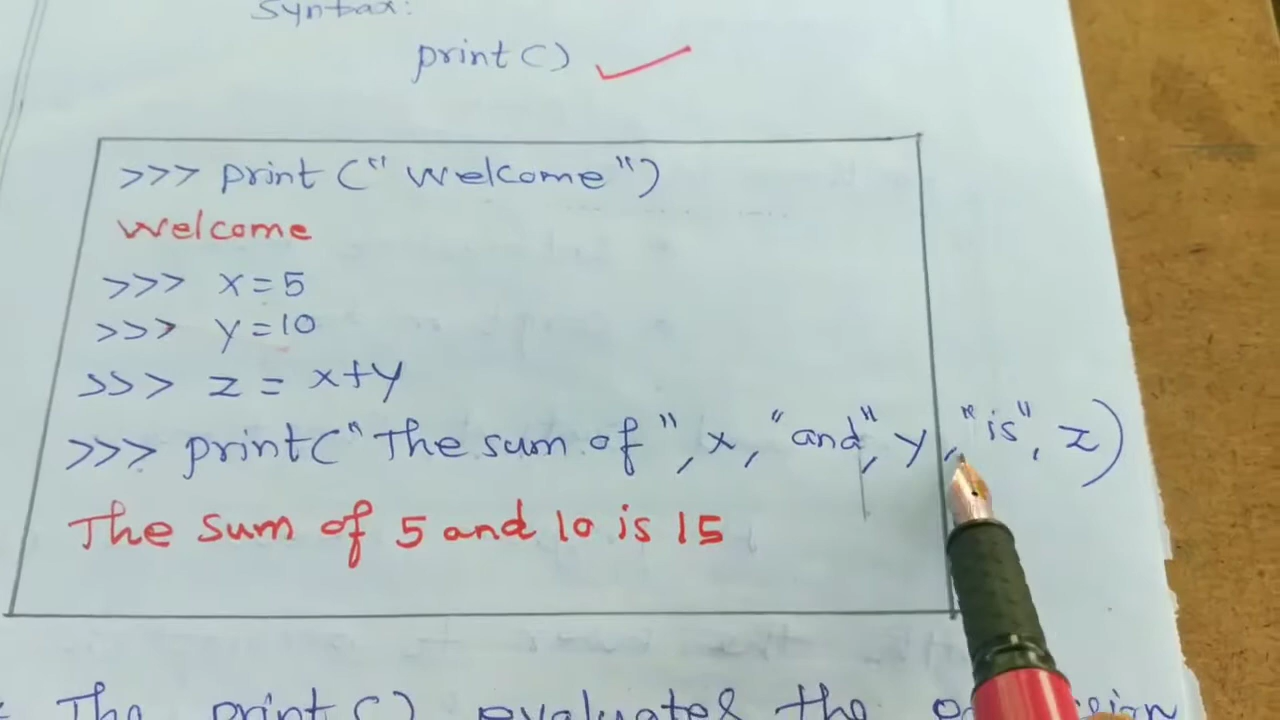 Syntax:
print()
>>> print("Welcome")
Welcome
>>> x=5
>>> y=10
>>> z = x+y
>>> print("The sum of", x, "and", y, "is", z)
The sum of 5 and 10 is 15
The print() evaluates the